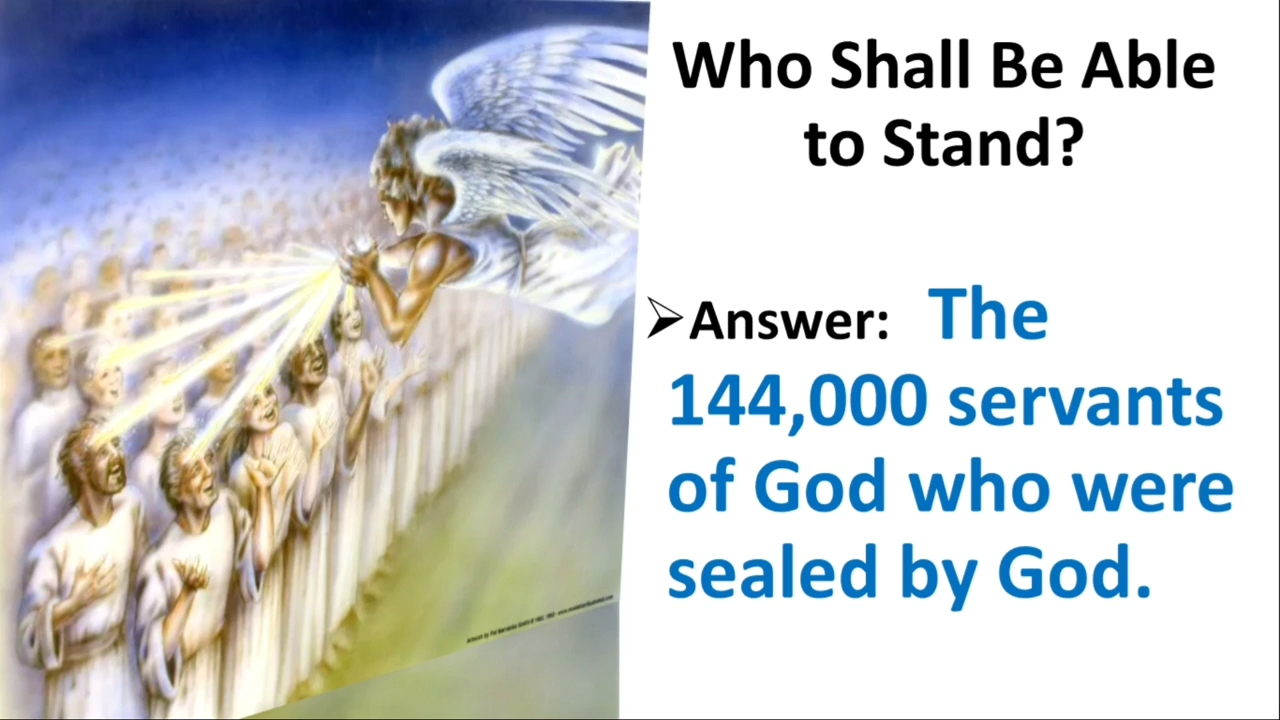 Who Shall Be Able
to Stand?
➢Answer: The
144,000 servants
of God who were
sealed by God.